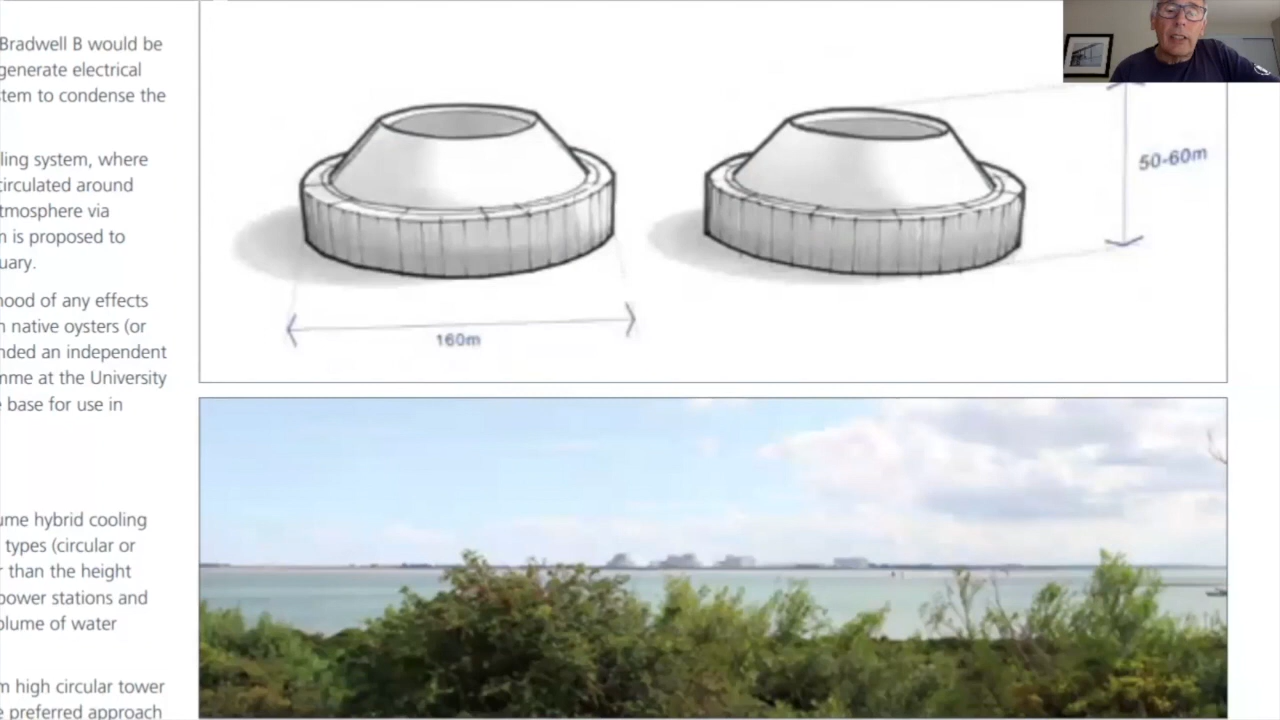 Bradwell B would be
generate electrical
tem to condense the
ling system, where
circulated around
tmosphere via
is proposed to
uary.
ood of any effects
native oysters (or
nded an independent
mme at the University
base for use in
ume hybrid cooling
types (circular or
than the height
power stations and
olume of water
high circular tower
preferred approach
160m
50-60m